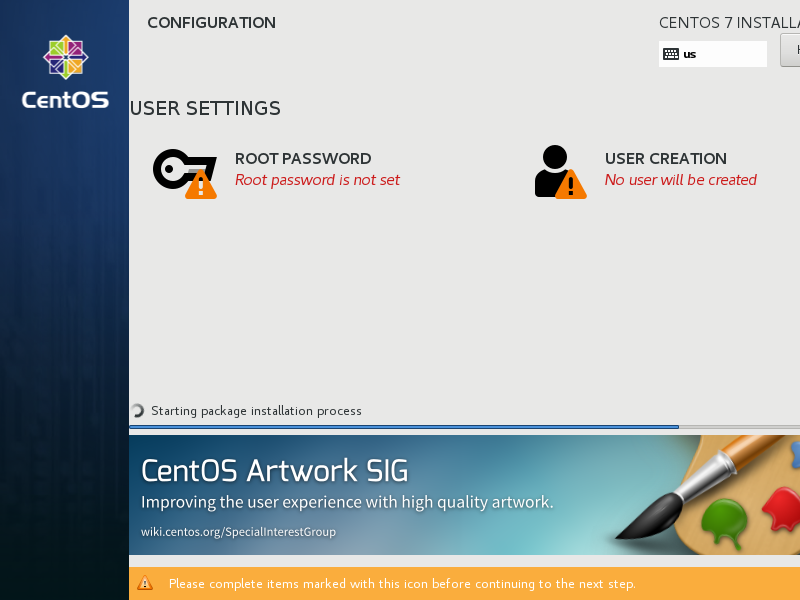 CONFIGURATION
CENTOS 7 INSTALLA
us
CentOS
USER SETTINGS
ROOT PASSWORD
Root password is not set
USER CREATION
No user will be created
Starting package installation process
CentOS Artwork SIG
Improving the user experience with high quality artwork.
wiki.centos.org/SpecialInterestGroup
Please complete items marked with this icon before continuing to the next step.